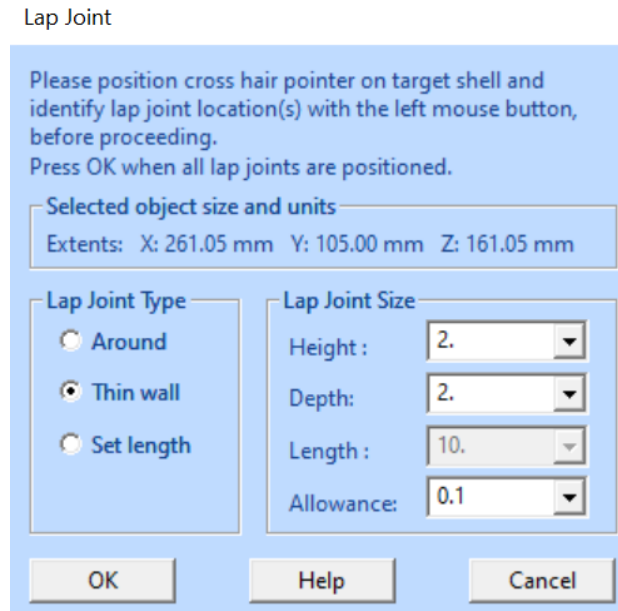 Lap Joint
Please position cross hair pointer on target shell and
identify lap joint location(s) with the left mouse button,
before proceeding.
Press OK when all lap joints are positioned.
Selected object size and units
Extents: X: 261.05 mm Y: 105.00 mm Z: 161.05 mm
Lap Joint Type
Around
Thin wall
Set length
Lap Joint Size
Height : 2.
Depth: 2.
Length : 10.
Allowance: 0.1
OK Help Cancel